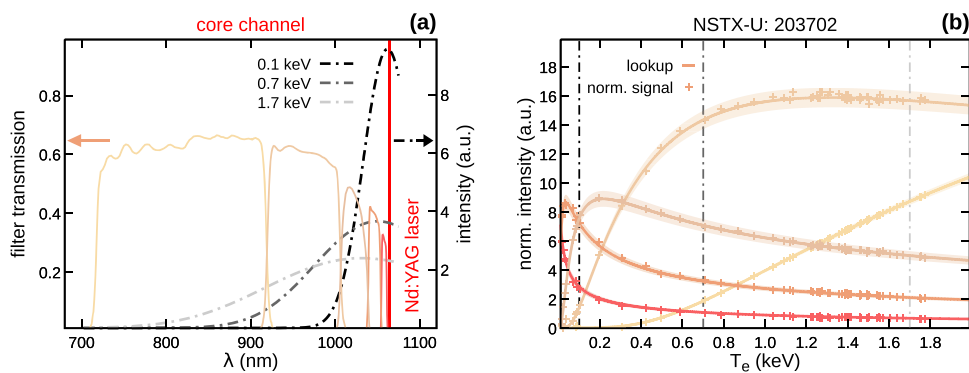 core channel
(a)
0.1 keV
0.7 keV
1.7 keV
filter transmission
0.8
0.6
0.4
0.2
8
6
4
2
intensity (a.u.)
Nd:YAG laser
700 800 900 1000 1100
λ (nm)
NSTX-U: 203702
(b)
lookup
norm. signal
norm. intensity (a.u.)
18
16
14
12
10
8
6
4
2
0
0.2 0.4 0.6 0.8 1.0 1.2 1.4 1.6 1.8
Te (keV)